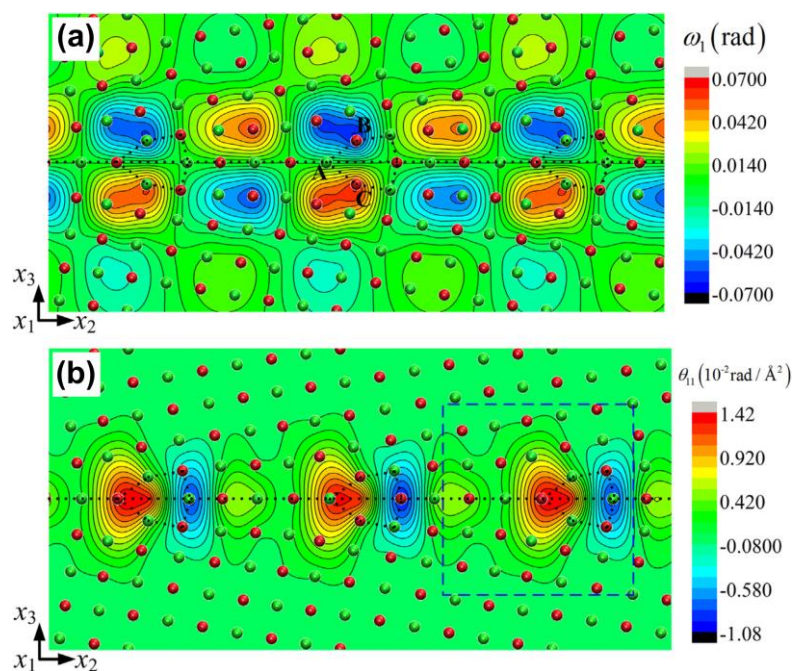 (a)
ω₁ (rad)
0.0700
0.0420
0.0140
-0.0140
-0.0420
-0.0700
B
A
C
x₃
x₁ x₂
(b)
θ₁₁ (10⁻² rad / Å²)
1.42
0.920
0.420
-0.0800
-0.580
-1.08
x₃
x₁ x₂